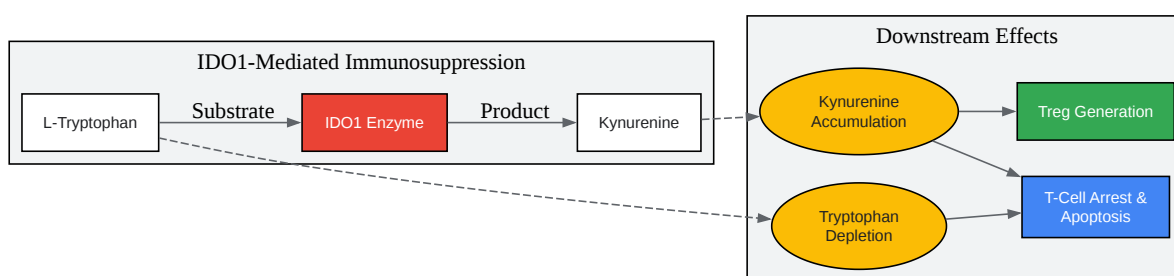 IDO1-Mediated Immunosuppression
L-Tryptophan
Substrate
IDO1 Enzyme
Product
Kynurenine
Downstream Effects
Kynurenine
Accumulation
Treg Generation
Tryptophan
Depletion
T-Cell Arrest &
Apoptosis